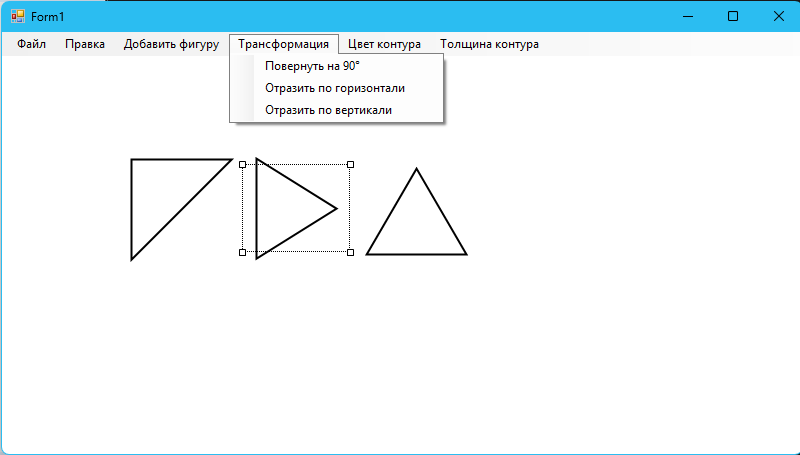 Form1
Файл Правка Добавить фигуру Трансформация Цвет контура Толщина контура
Повернуть на 90°
Отразить по горизонтали
Отразить по вертикали